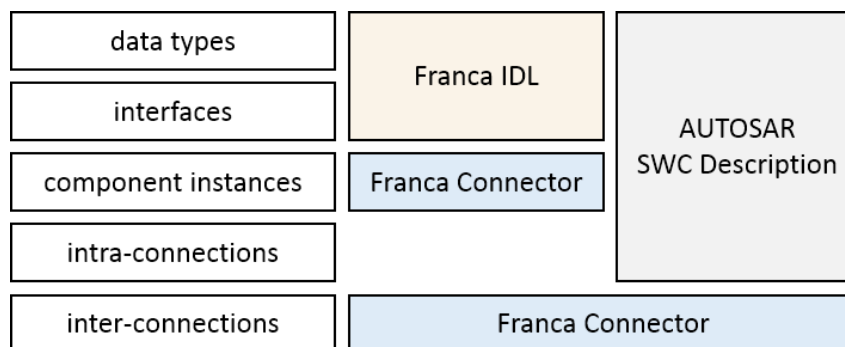 data types
interfaces
component instances
intra-connections
inter-connections
Franca IDL
Franca Connector
AUTOSAR
SWC Description
Franca Connector